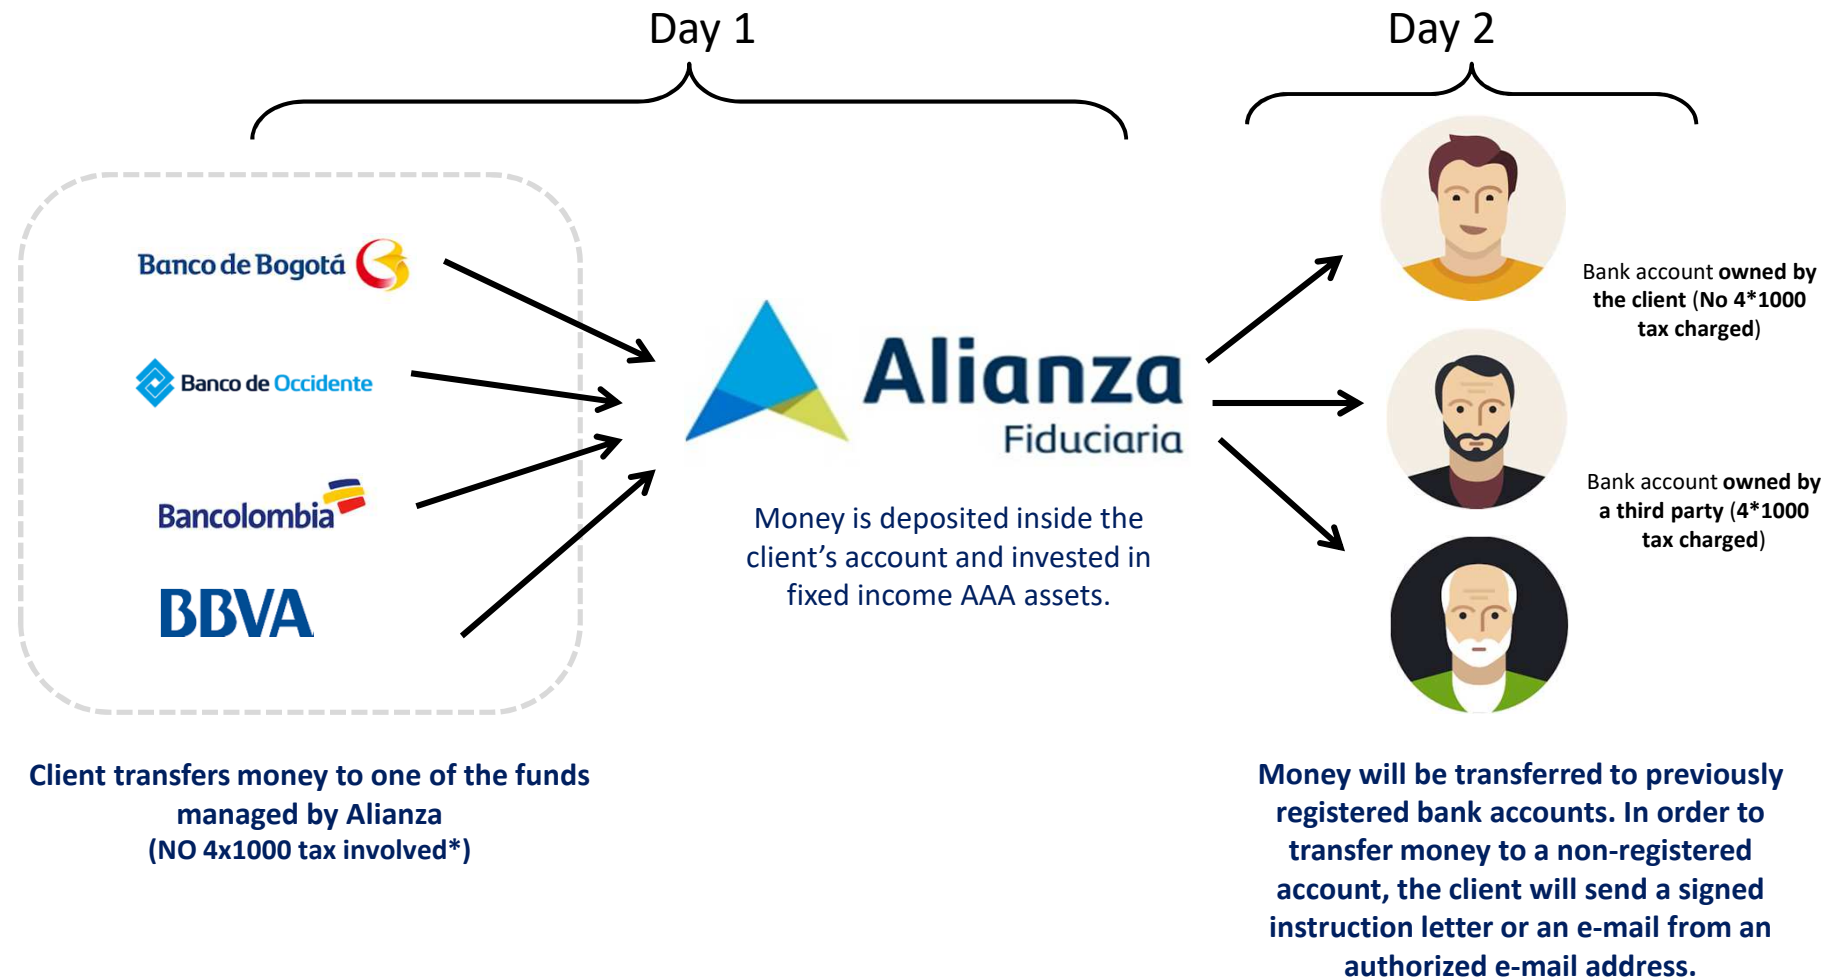 Day 1
Day 2
Banco de Bogotá
Banco de Occidente
Bancolombia
BBVA
Alianza
Fiduciaria
Money is deposited inside the
client’s account and invested in
fixed income AAA assets.
Bank account owned by
the client (No 4*1000
tax charged)
Bank account owned by
a third party (4*1000
tax charged)
Client transfers money to one of the funds
managed by Alianza
(NO 4x1000 tax involved*)
Money will be transferred to previously
registered bank accounts. In order to
transfer money to a non-registered
account, the client will send a signed
instruction letter or an e-mail from an
authorized e-mail address.